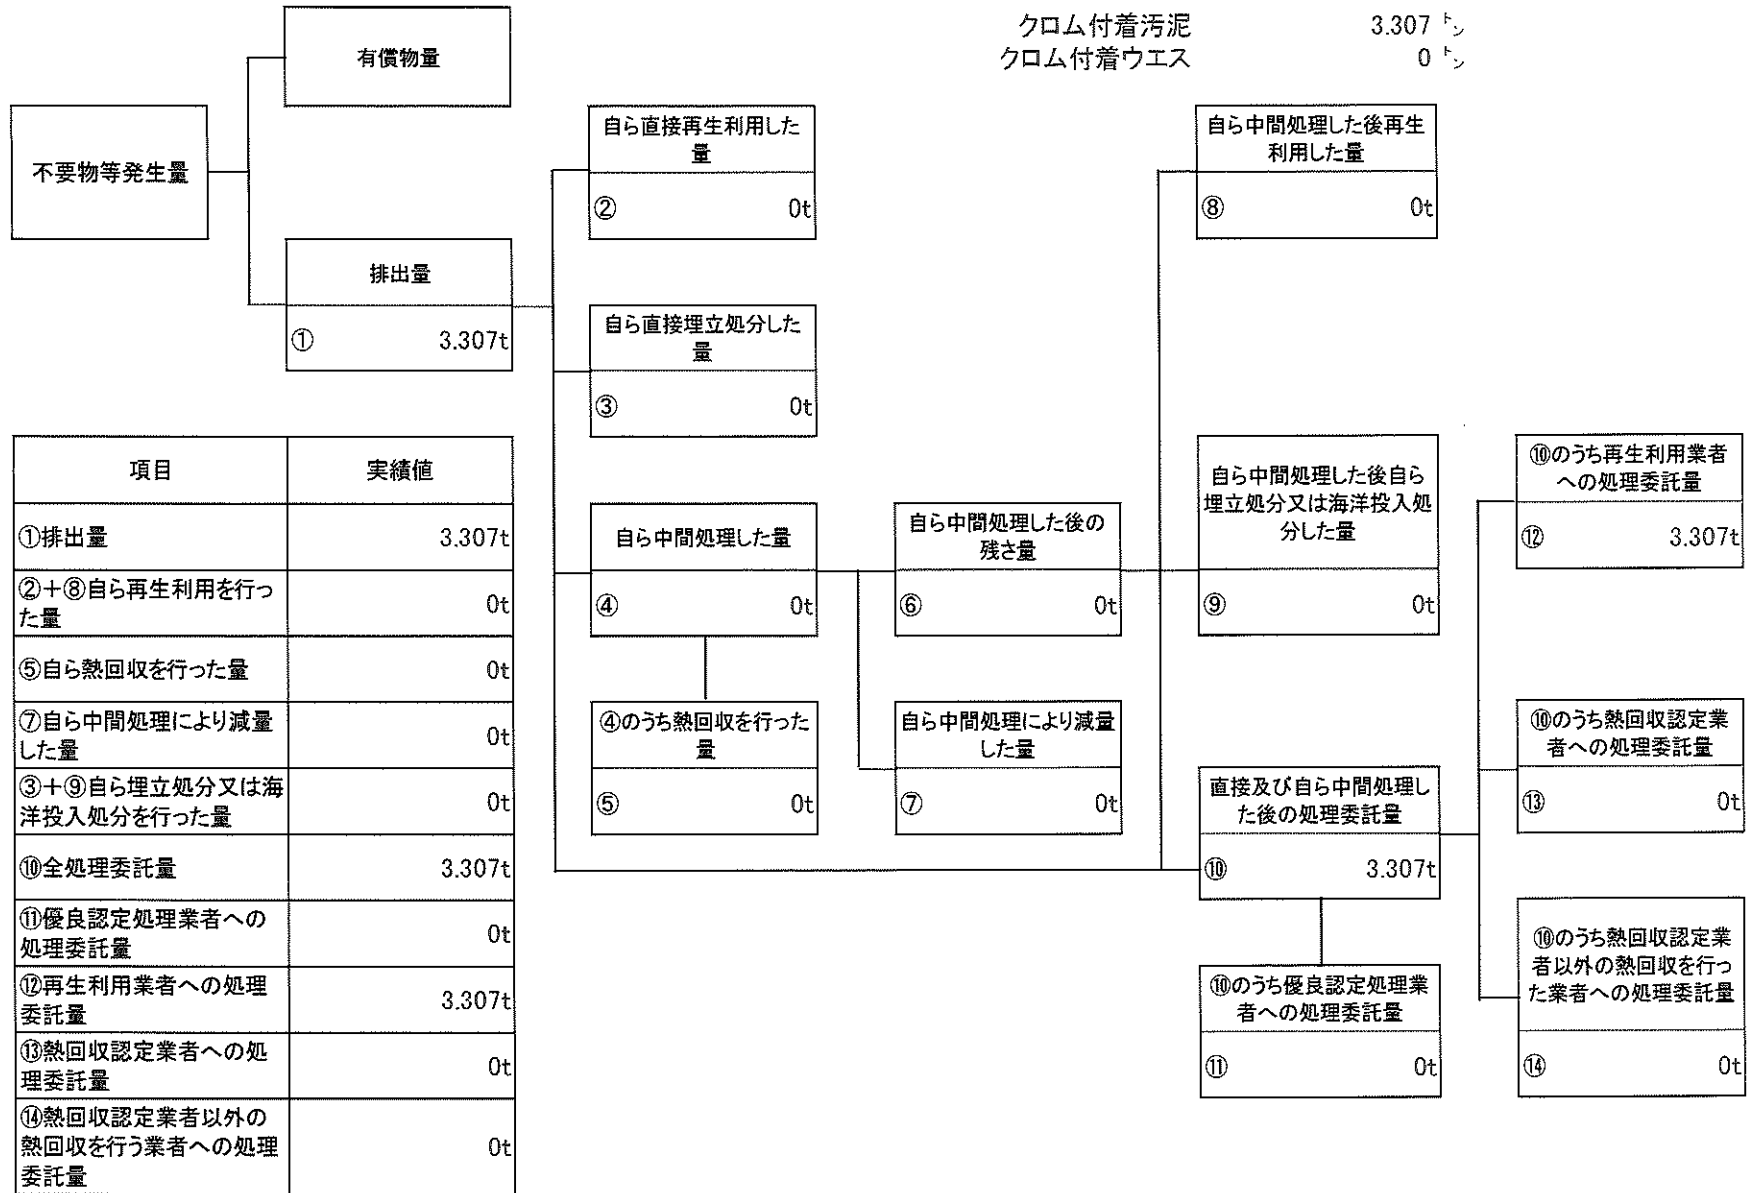 クロム付着汚泥 3.307 トン
クロム付着ウエス 0 トン
有償物量
不要物等発生量
排出量
① 3.307t
自ら直接再生利用した
量
② 0t
自ら直接埋立処分した
量
③ 0t
自ら中間処理した量
④ 0t
④のうち熱回収を行った
量
⑤ 0t
自ら中間処理した後の
残さ量
⑥ 0t
自ら中間処理により減量
した量
⑦ 0t
自ら中間処理した後再生
利用した量
⑧ 0t
自ら中間処理した後自ら
埋立処分又は海洋投入処
分した量
⑨ 0t
直接及び自ら中間処理し
た後の処理委託量
⑩ 3.307t
⑩のうち優良認定処理業
者への処理委託量
⑪ 0t
⑩のうち再生利用業者
への処理委託量
⑫ 3.307t
⑩のうち熱回収認定業
者への処理委託量
⑬ 0t
⑩のうち熱回収認定業
者以外の熱回収を行っ
た業者への処理委託量
⑭ 0t
項目 実績値
①排出量 3.307t
②+⑧自ら再生利用を行っ
た量 0t
⑤自ら熱回収を行った量 0t
⑦自ら中間処理により減量
した量 0t
③+⑨自ら埋立処分又は海
洋投入処分を行った量 0t
⑩全処理委託量 3.307t
⑪優良認定処理業者への
処理委託量 0t
⑫再生利用業者への処理
委託量 3.307t
⑬熱回収認定業者への処
理委託量 0t
⑭熱回収認定業者以外の
熱回収を行う業者への処理
委託量 0t